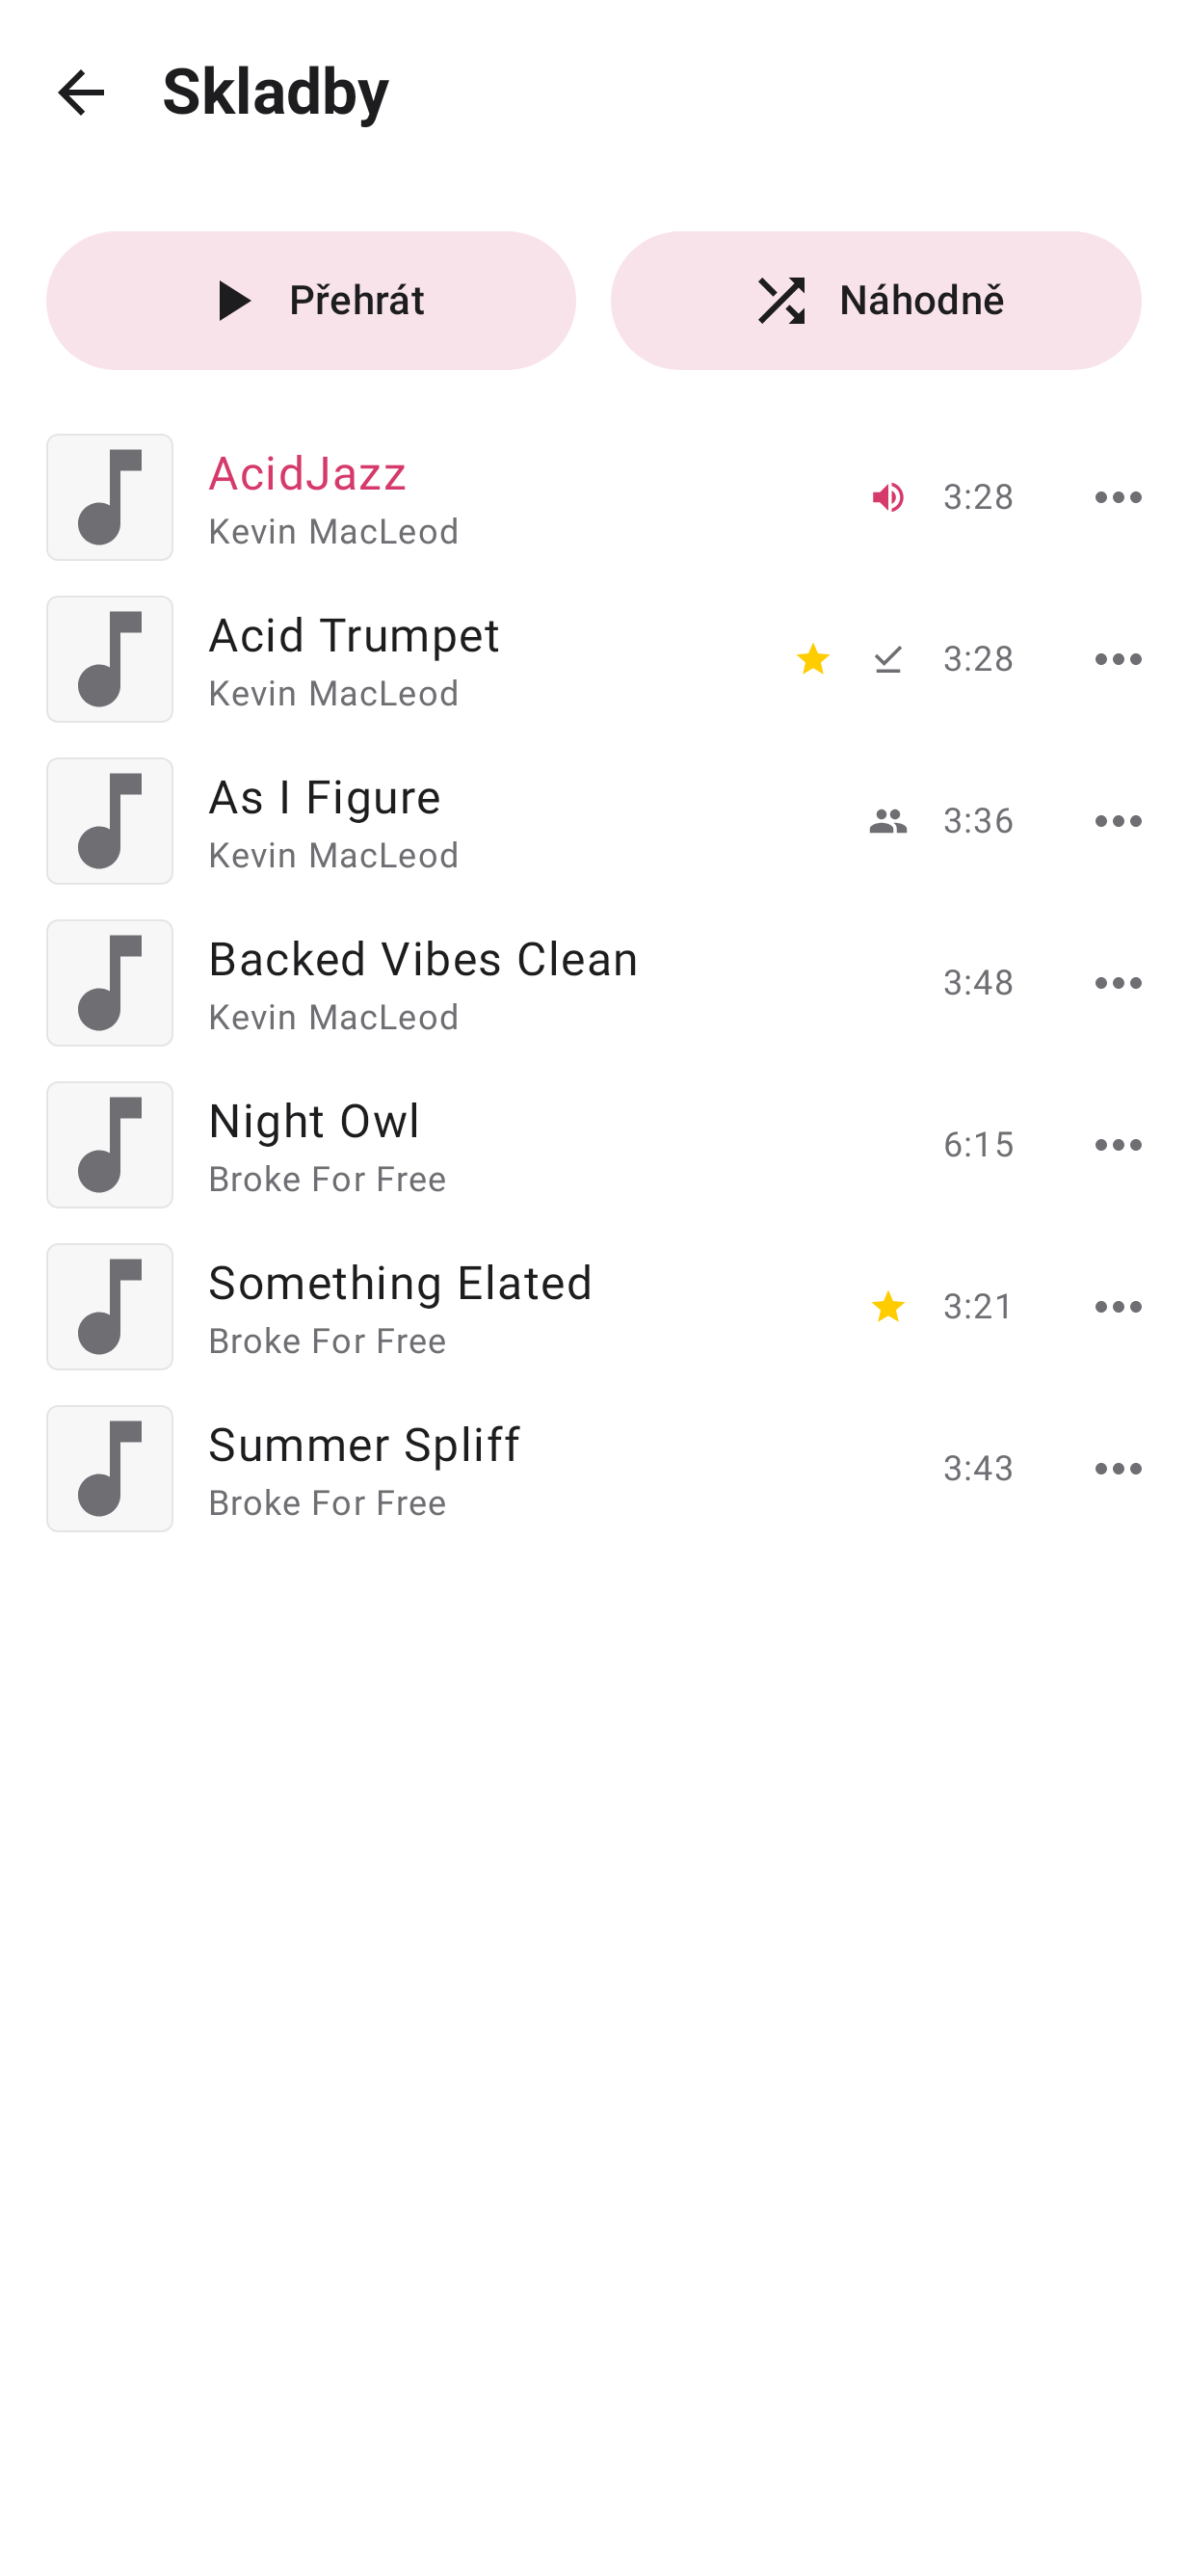 Skladby
Přehrát
Náhodně
AcidJazz
Kevin MacLeod
3:28
Acid Trumpet
Kevin MacLeod
3:28
As I Figure
Kevin MacLeod
3:36
Backed Vibes Clean
Kevin MacLeod
3:48
Night Owl
Broke For Free
6:15
Something Elated
Broke For Free
3:21
Summer Spliff
Broke For Free
3:43